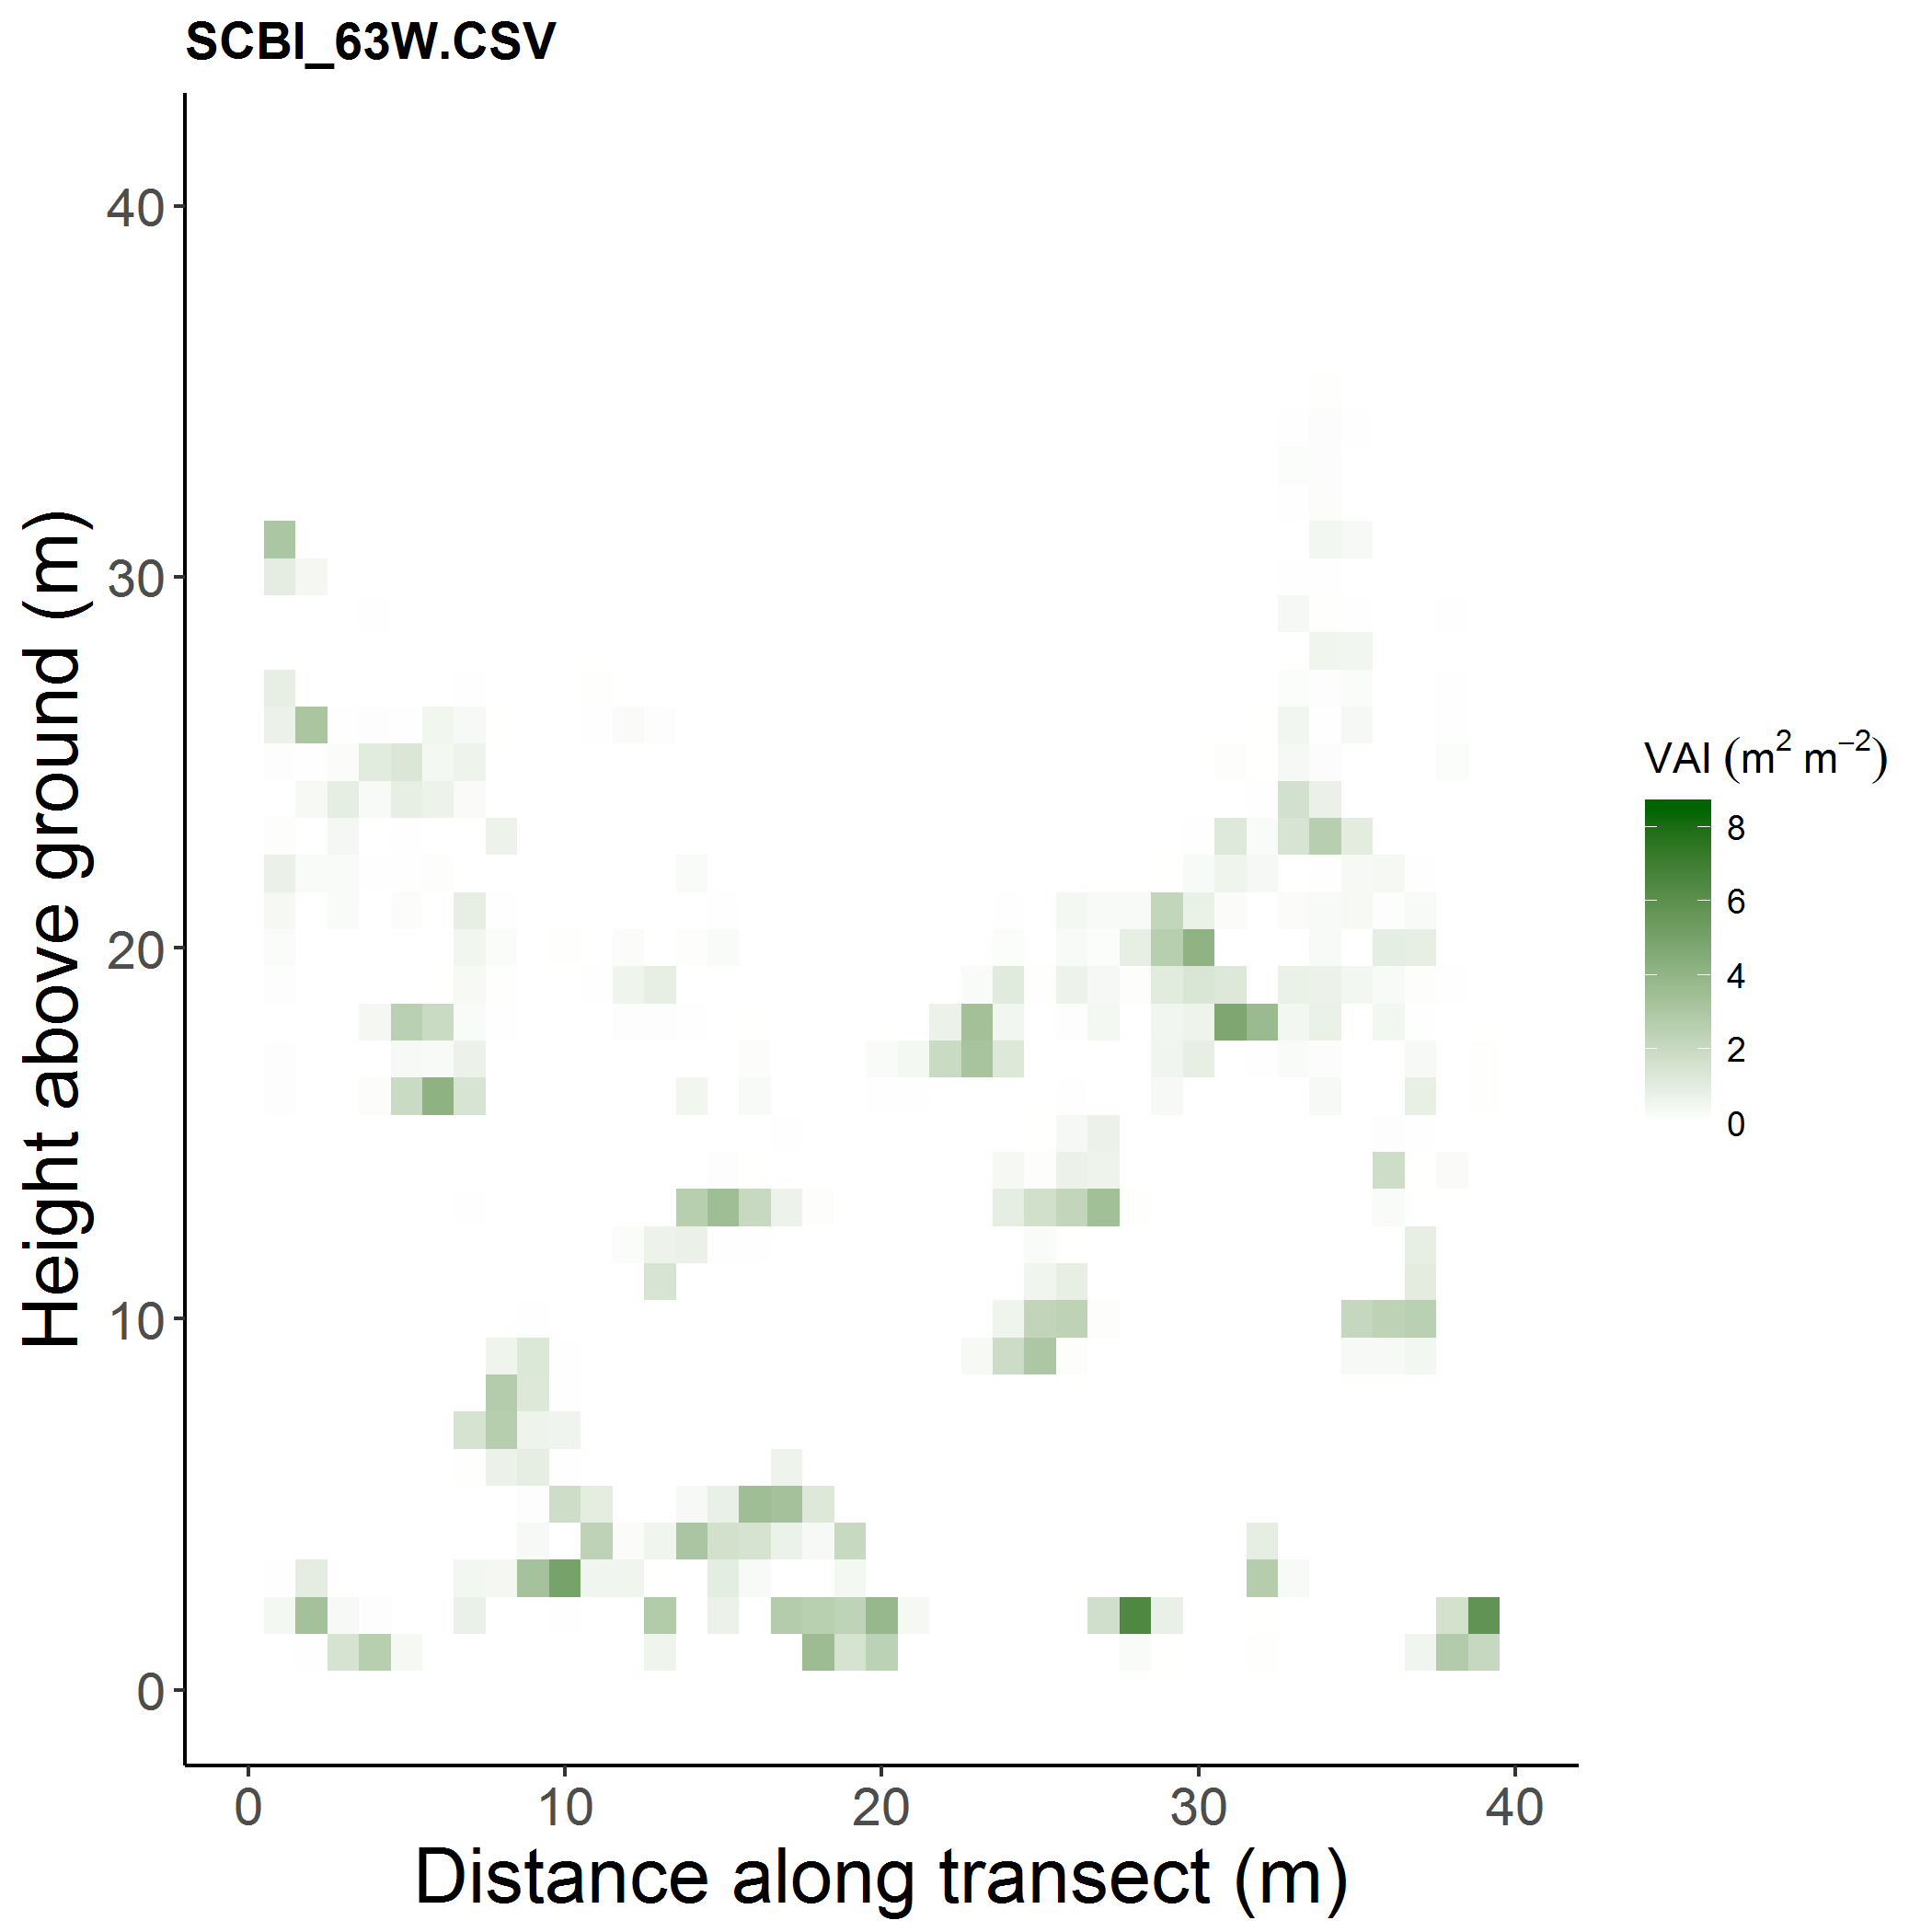 SCBI_63W.CSV
Height above ground (m)
40
30
20
10
0
0 10 20 30 40
Distance along transect (m)
VAI (m² m⁻²)
8
6
4
2
0